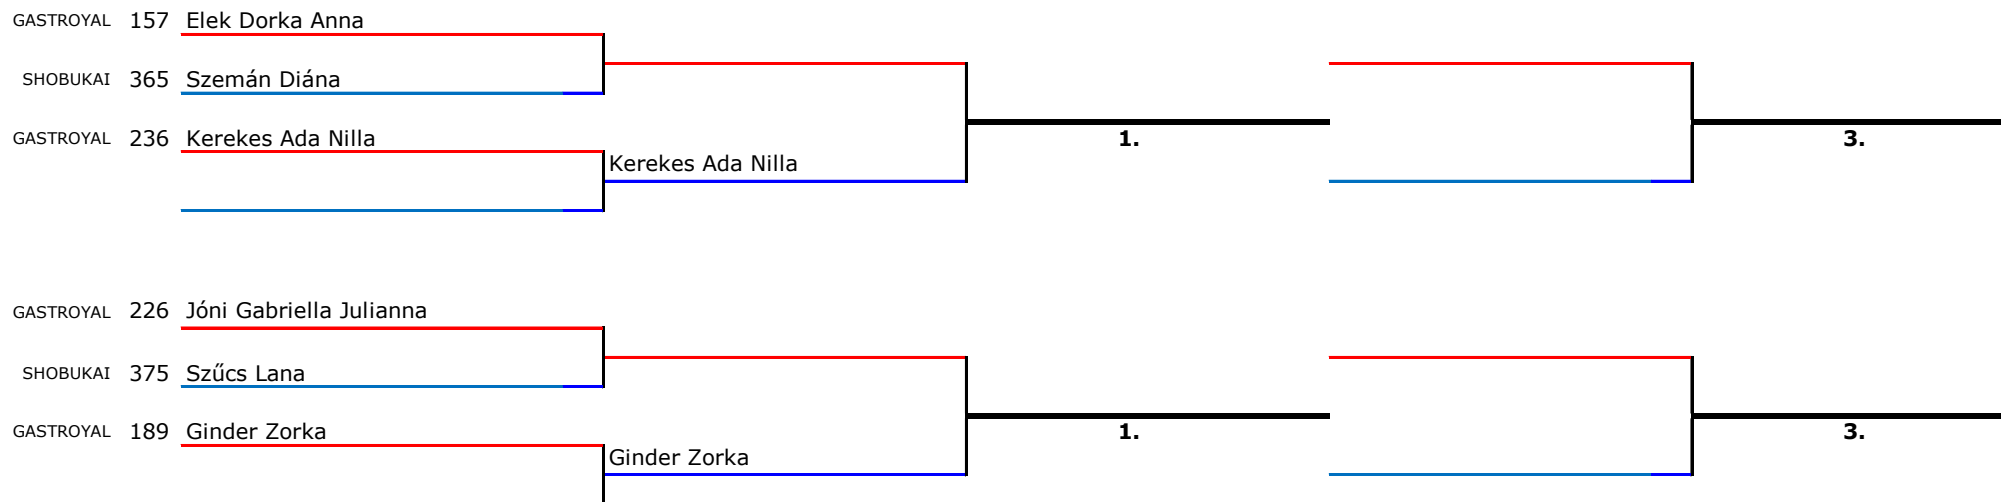 GASTROYAL 157 Elek Dorka Anna
SHOBUKAI 365 Szemán Diána
GASTROYAL 236 Kerekes Ada Nilla
1.
3.
Kerekes Ada Nilla
GASTROYAL 226 Jóni Gabriella Julianna
SHOBUKAI 375 Szűcs Lana
GASTROYAL 189 Ginder Zorka
1.
3.
Ginder Zorka